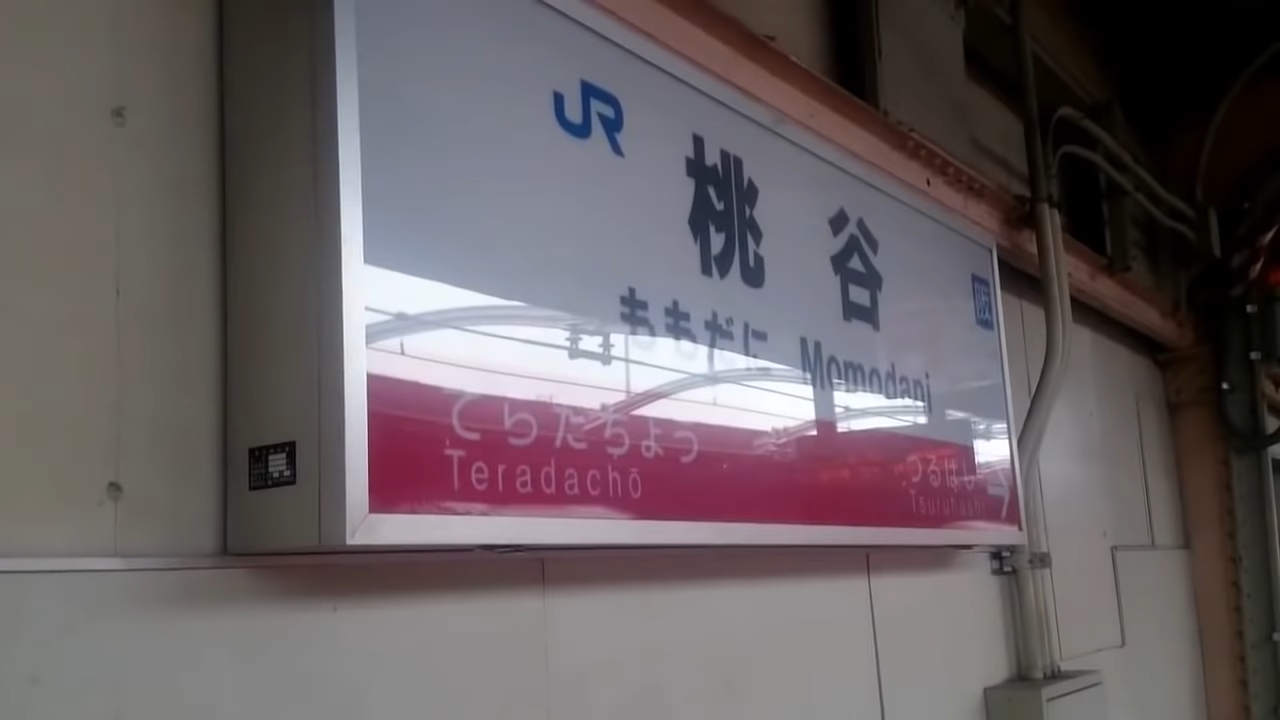 JR
桃谷
阪
ももだに Momodani
てらだちょう
Teradachō
つるはし
Tsuruhashi